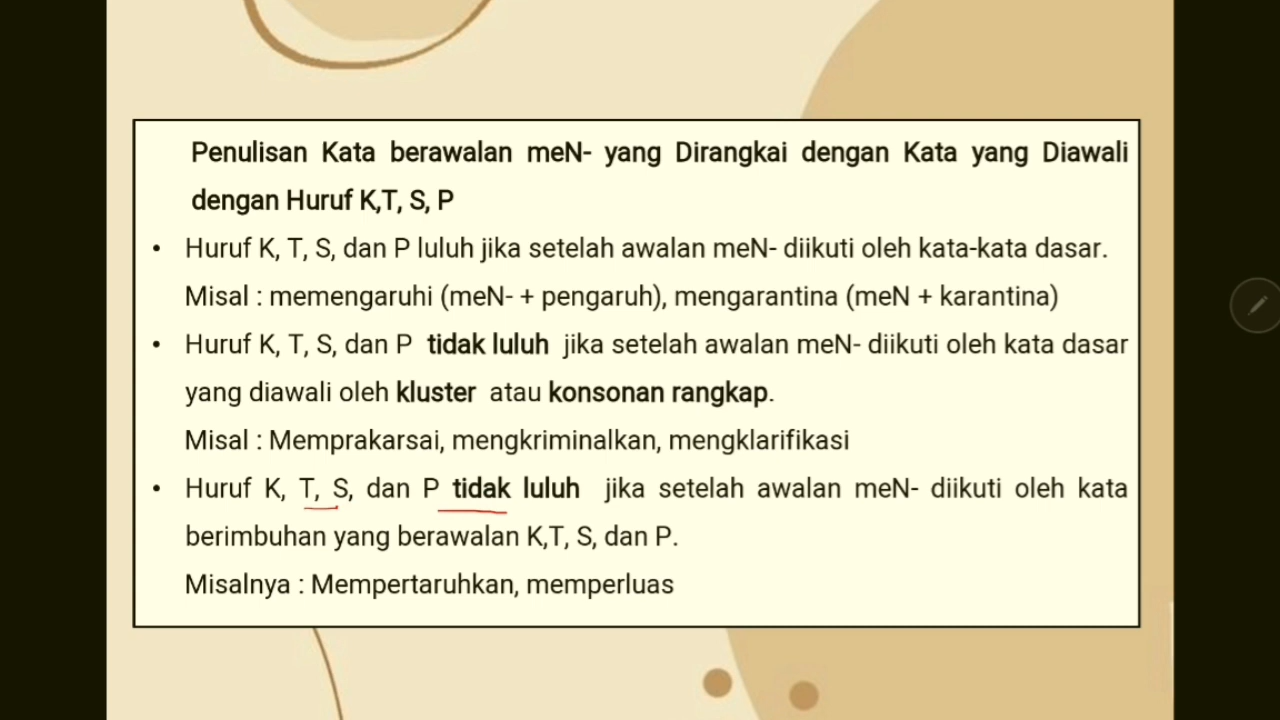 Penulisan Kata berawalan meN- yang Dirangkai dengan Kata yang Diawali
dengan Huruf K,T, S, P
• Huruf K, T, S, dan P luluh jika setelah awalan meN- diikuti oleh kata-kata dasar.
Misal : memengaruhi (meN- + pengaruh), mengarantina (meN + karantina)
• Huruf K, T, S, dan P tidak luluh jika setelah awalan meN- diikuti oleh kata dasar
yang diawali oleh kluster atau konsonan rangkap.
Misal : Memprakarsai, mengkriminalkan, mengklarifikasi
• Huruf K, T, S, dan P tidak luluh jika setelah awalan meN- diikuti oleh kata
berimbuhan yang berawalan K,T, S, dan P.
Misalnya : Mempertaruhkan, memperluas